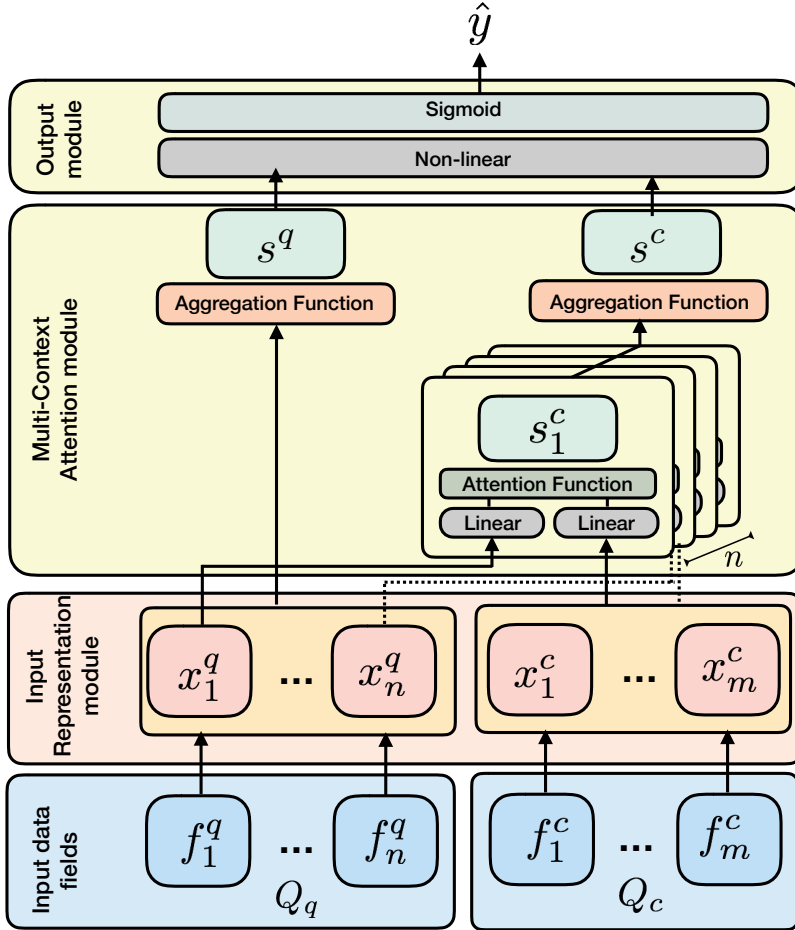 ŷ
Output module
Sigmoid
Non-linear
Multi-Context
Attention module
s^q
s^c
Aggregation Function
Aggregation Function
s_1^c
Attention Function
Linear
Linear
n
Input
Representation
module
x_1^q ... x_n^q
x_1^c ... x_m^c
Input data
fields
f_1^q ... f_n^q
Q_q
f_1^c ... f_m^c
Q_c